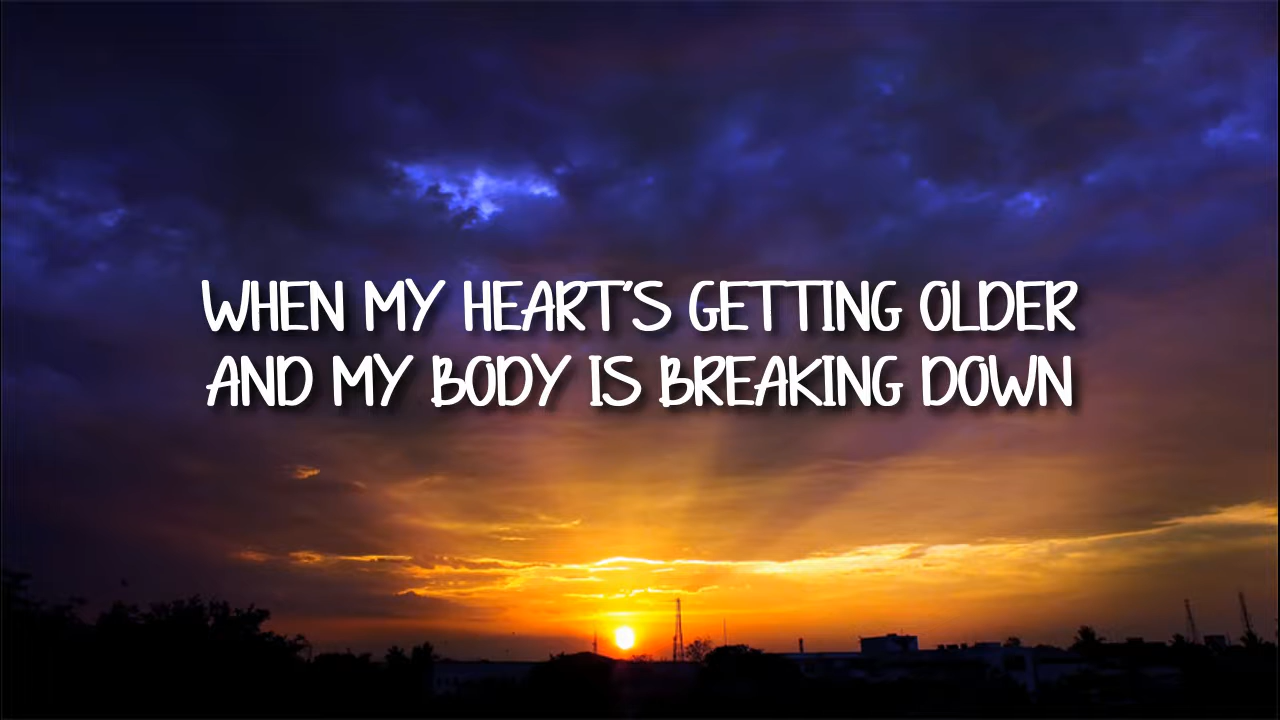 WHEN MY HEART'S GETTING OLDER
AND MY BODY IS BREAKING DOWN